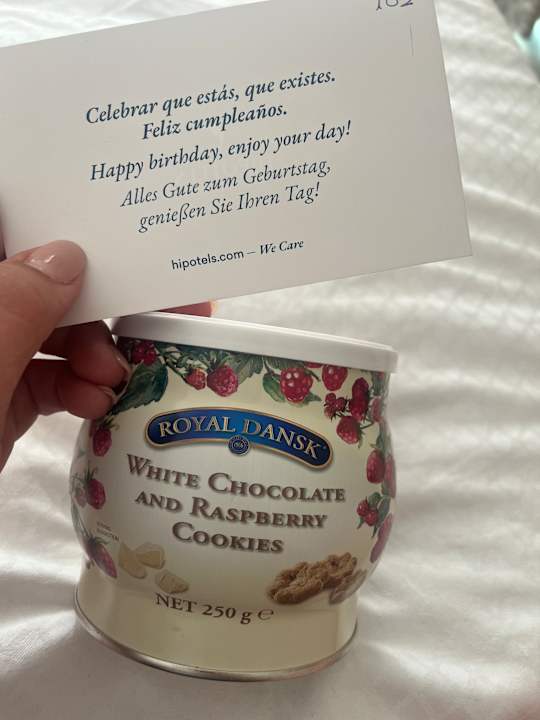 Celebrar que estás, que existes.
Feliz cumpleaños.
Happy birthday, enjoy your day!
Alles Gute zum Geburtstag,
genießen Sie Ihren Tag!
hipotels.com – We Care
ROYAL DANSK
WHITE CHOCOLATE
AND RASPBERRY
COOKIES
NET 250 g ℮